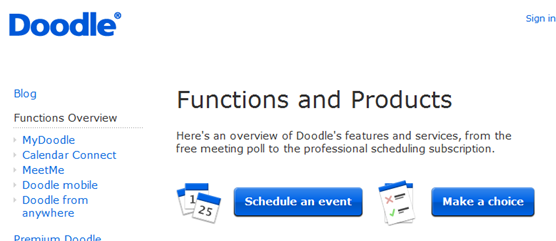 Doodle®
Sign in
Blog
Functions Overview
MyDoodle
Calendar Connect
MeetMe
Doodle mobile
Doodle from
anywhere
Premium Doodle
Functions and Products
Here's an overview of Doodle's features and services, from the
free meeting poll to the professional scheduling subscription.
1
25
Schedule an event
Make a choice